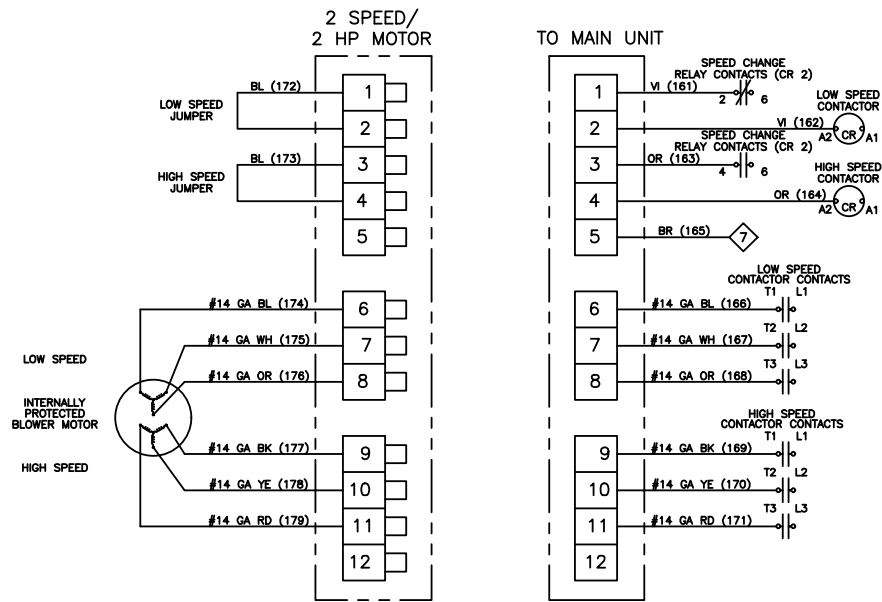 2 SPEED/
2 HP MOTOR
BL (172)
LOW SPEED
JUMPER
BL (173)
HIGH SPEED
JUMPER
1
2
3
4
5
#14 GA BL (174)
#14 GA WH (175)
#14 GA OR (176)
6
7
8
LOW SPEED
INTERNALLY
PROTECTED
BLOWER MOTOR
HIGH SPEED
#14 GA BK (177)
#14 GA YE (178)
#14 GA RD (179)
9
10
11
12
TO MAIN UNIT
1
2
3
4
5
6
7
8
9
10
11
12
VI (161)
SPEED CHANGE
RELAY CONTACTS (CR 2)
2 6
LOW SPEED
CONTACTOR
VI (162)
A2 CR A1
SPEED CHANGE
RELAY CONTACTS (CR 2)
OR (163)
4 6
HIGH SPEED
CONTACTOR
OR (164)
A2 CR A1
BR (165)
7
LOW SPEED
CONTACTOR CONTACTS
T1 L1
#14 GA BL (166)
T2 L2
#14 GA WH (167)
T3 L3
#14 GA OR (168)
HIGH SPEED
CONTACTOR CONTACTS
T1 L1
#14 GA BK (169)
T2 L2
#14 GA YE (170)
T3 L3
#14 GA RD (171)